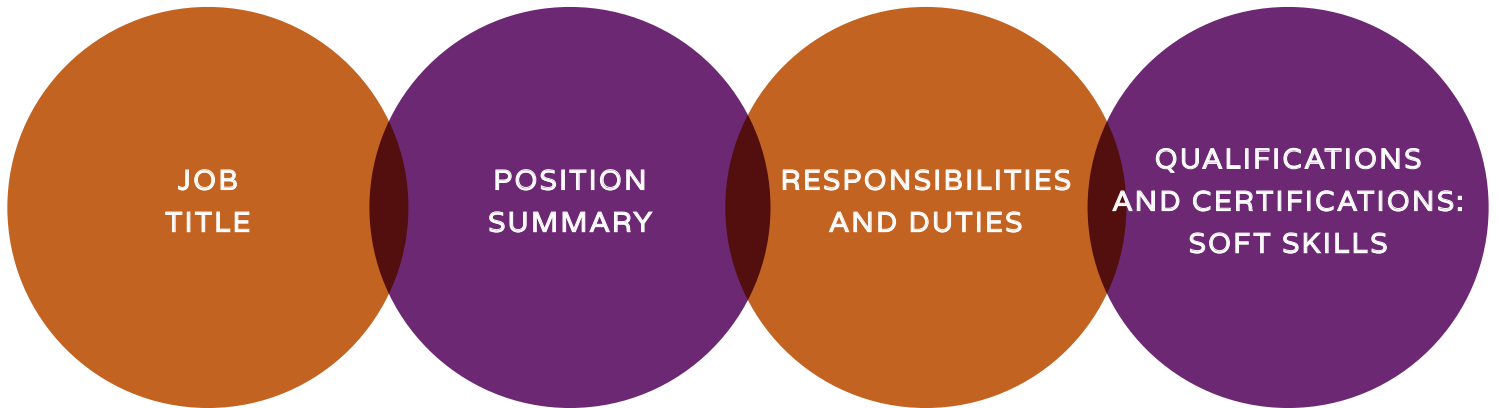 JOB
TITLE
POSITION
SUMMARY
RESPONSIBILITIES
AND DUTIES
QUALIFICATIONS
AND CERTIFICATIONS:
SOFT SKILLS